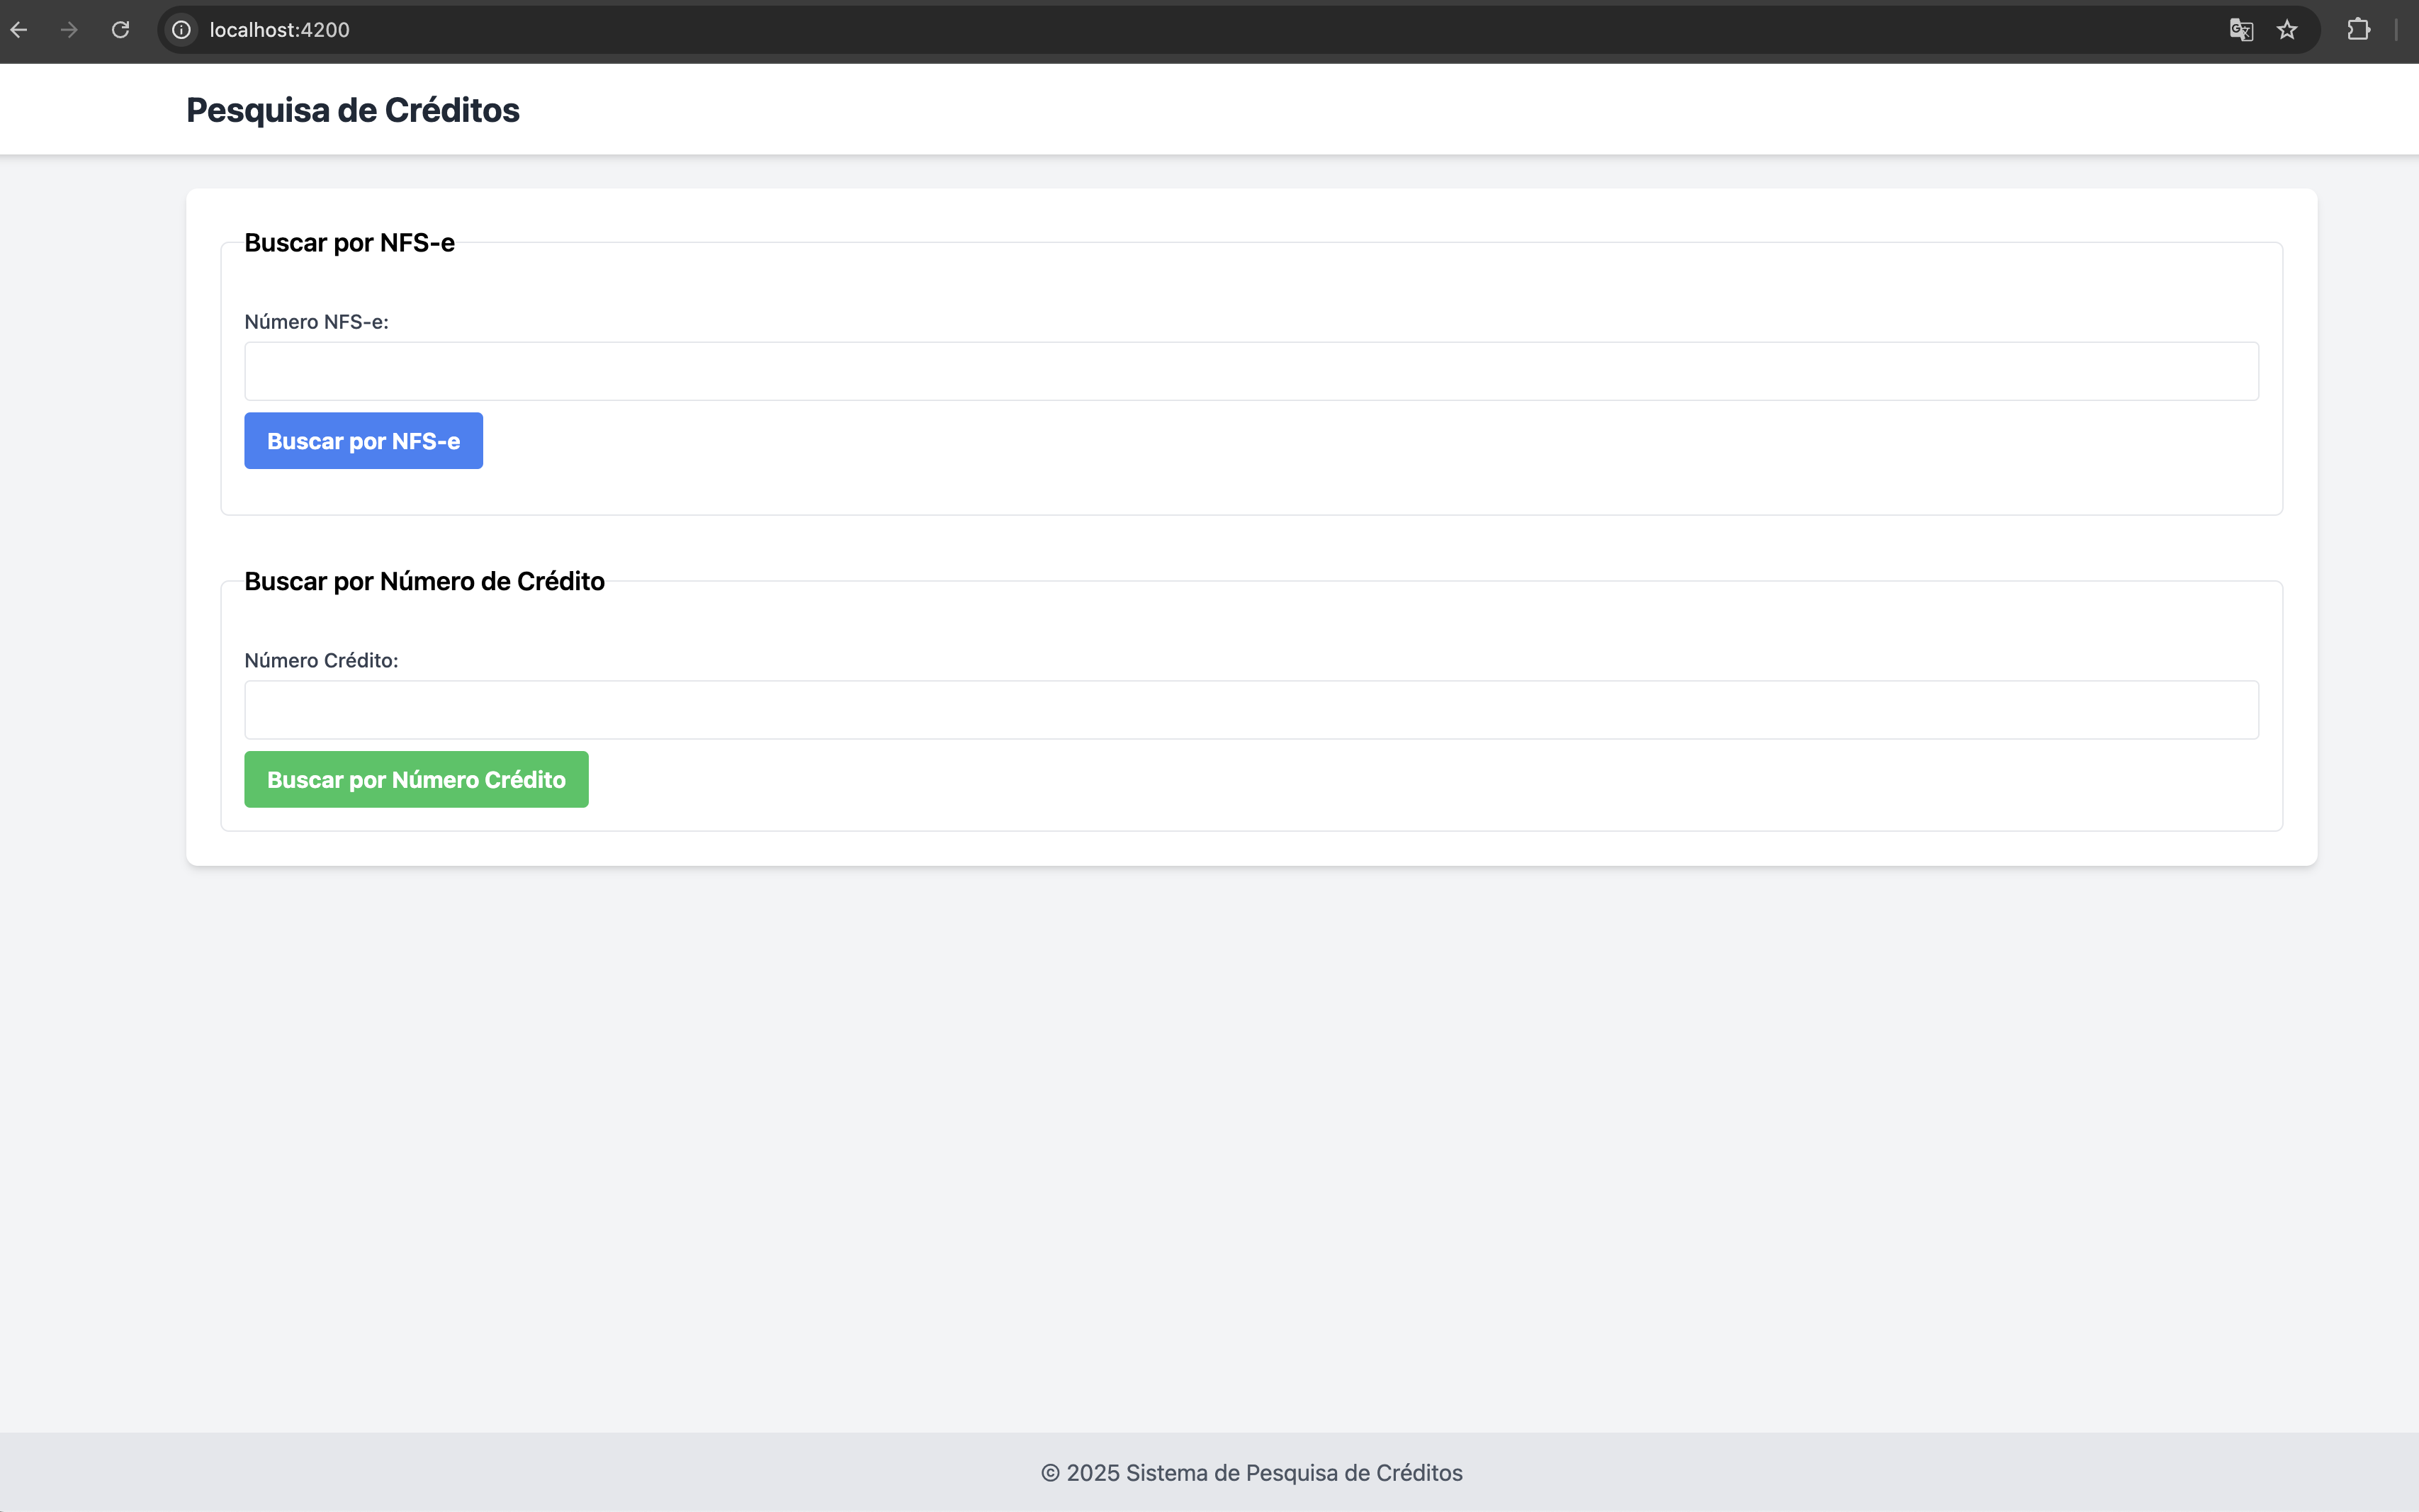 localhost:4200
Pesquisa de Créditos
Buscar por NFS-e
Número NFS-e:
Buscar por NFS-e
Buscar por Número de Crédito
Número Crédito:
Buscar por Número Crédito
© 2025 Sistema de Pesquisa de Créditos